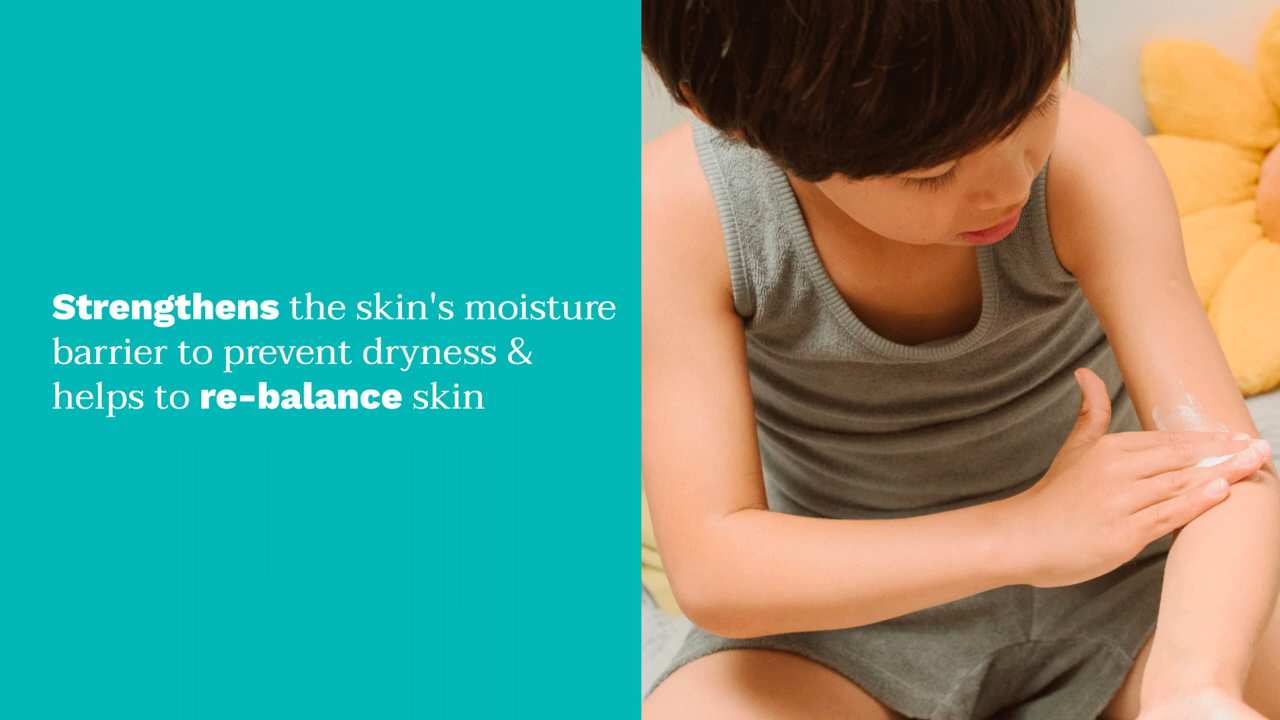 Strengthens the skin's moisture
barrier to prevent dryness &
helps to re-balance skin